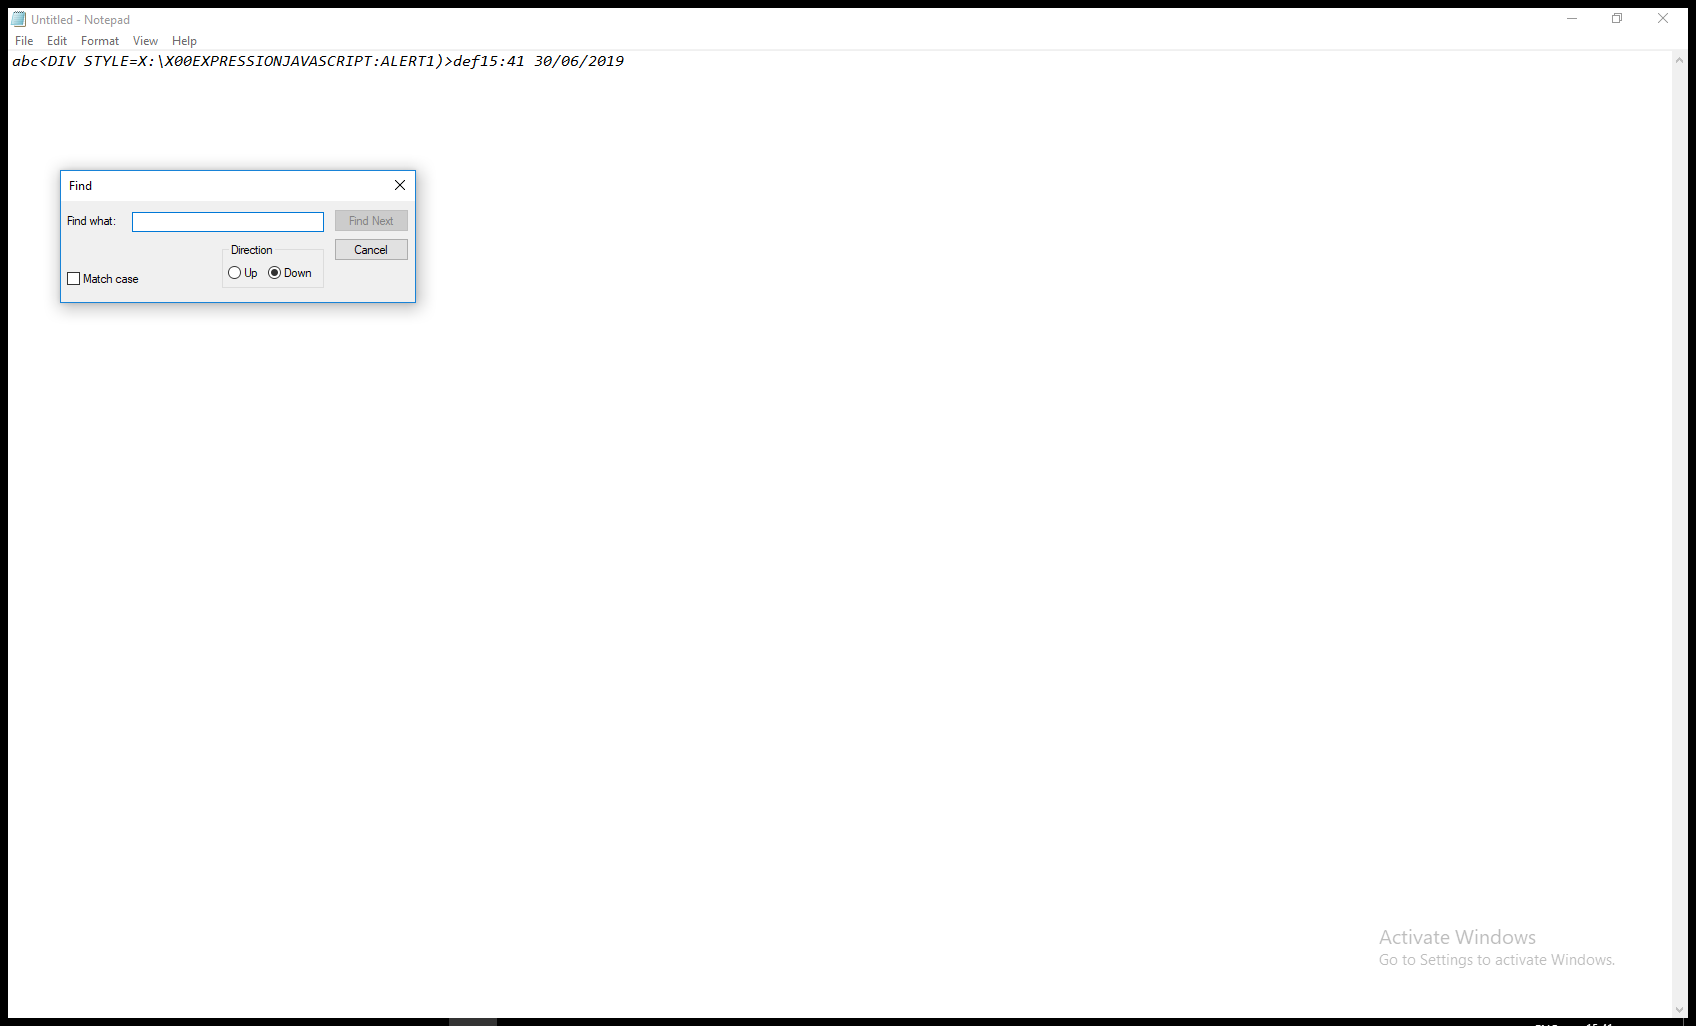 Untitled - Notepad
File Edit Format View Help
abc<DIV STYLE=X:\X00EXPRESSIONJAVASCRIPT:ALERT1)>def15:41 30/06/2019
Find
Find what:
Find Next
Direction
Cancel
Up Down
Match case
Activate Windows
Go to Settings to activate Windows.